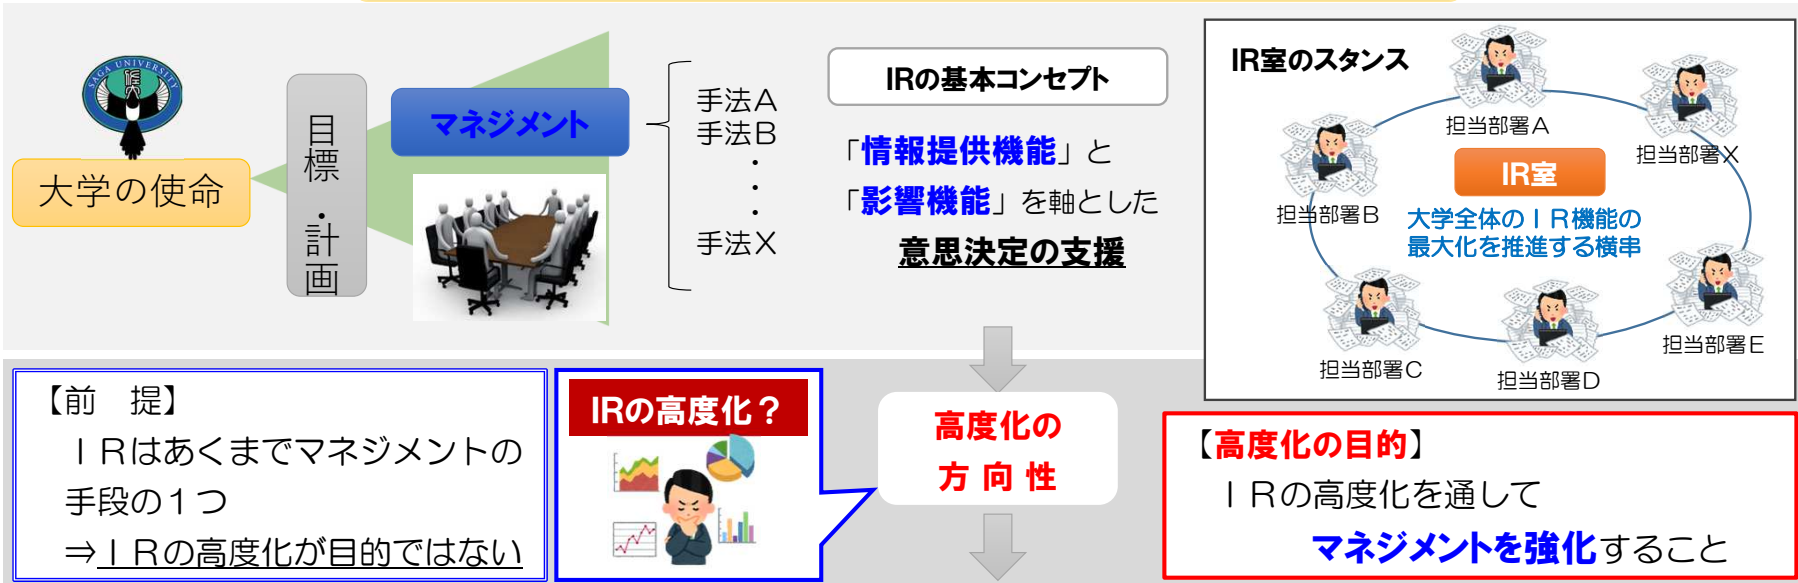 SAGA UNIVERSITY
大学の使命
目標・計画
マネジメント
手法A
手法B
・
・
・
手法X
IRの基本コンセプト
「情報提供機能」と
「影響機能」を軸とした
意思決定の支援
IR室のスタンス
担当部署A
担当部署X
担当部署B
IR室
大学全体のＩＲ機能の
最大化を推進する横串
担当部署E
担当部署C
担当部署D
【前　提】
ＩＲはあくまでマネジメントの
手段の１つ
⇒ＩＲの高度化が目的ではない
IRの高度化？
高度化の
方 向 性
【高度化の目的】
ＩＲの高度化を通して
マネジメントを強化すること